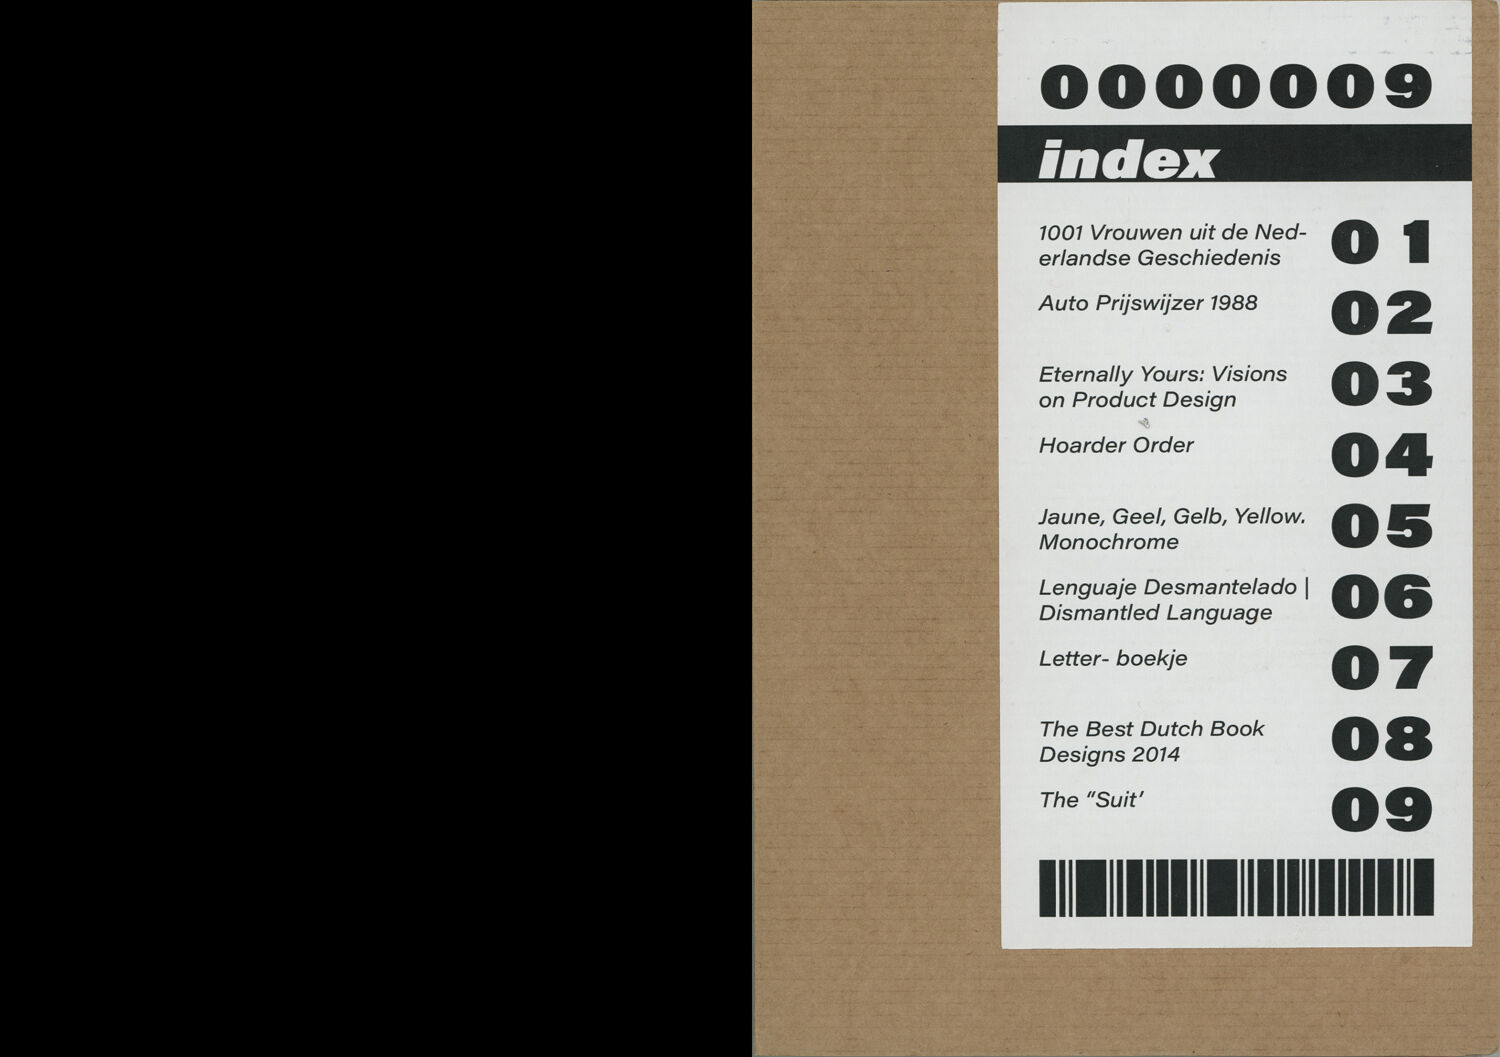 0000009
index
1001 Vrouwen uit de Ned-
erlandse Geschiedenis
01
Auto Prijswijzer 1988
02
Eternally Yours: Visions
on Product Design
03
Hoarder Order
04
Jaune, Geel, Gelb, Yellow.
Monochrome
05
Lenguaje Desmantelado |
Dismantled Language
06
Letter- boekje
07
The Best Dutch Book
Designs 2014
08
The "Suit'
09